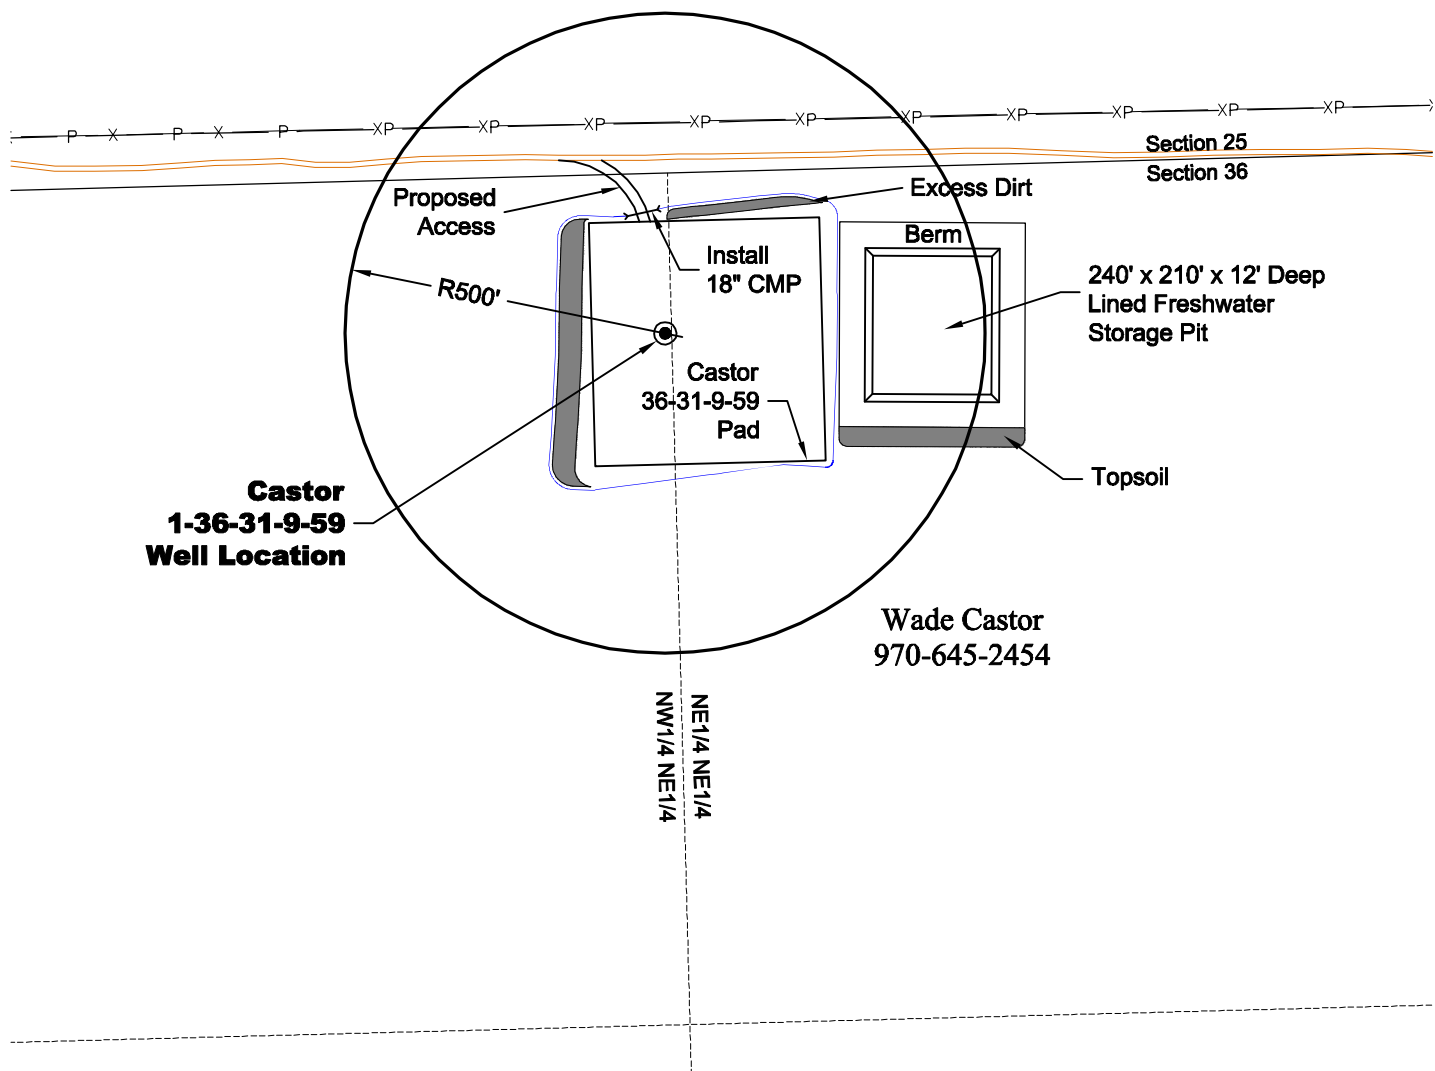 P X P X P XP XP XP XP XP XP XP XP XP XP
Section 25
Section 36
Proposed
Access
Excess Dirt
Berm
Install
18" CMP
240' x 210' x 12' Deep
Lined Freshwater
Storage Pit
R500'
Castor
36-31-9-59
Pad
Topsoil
Castor
1-36-31-9-59
Well Location
Wade Castor
970-645-2454
NW1/4 NE1/4
NE1/4 NE1/4